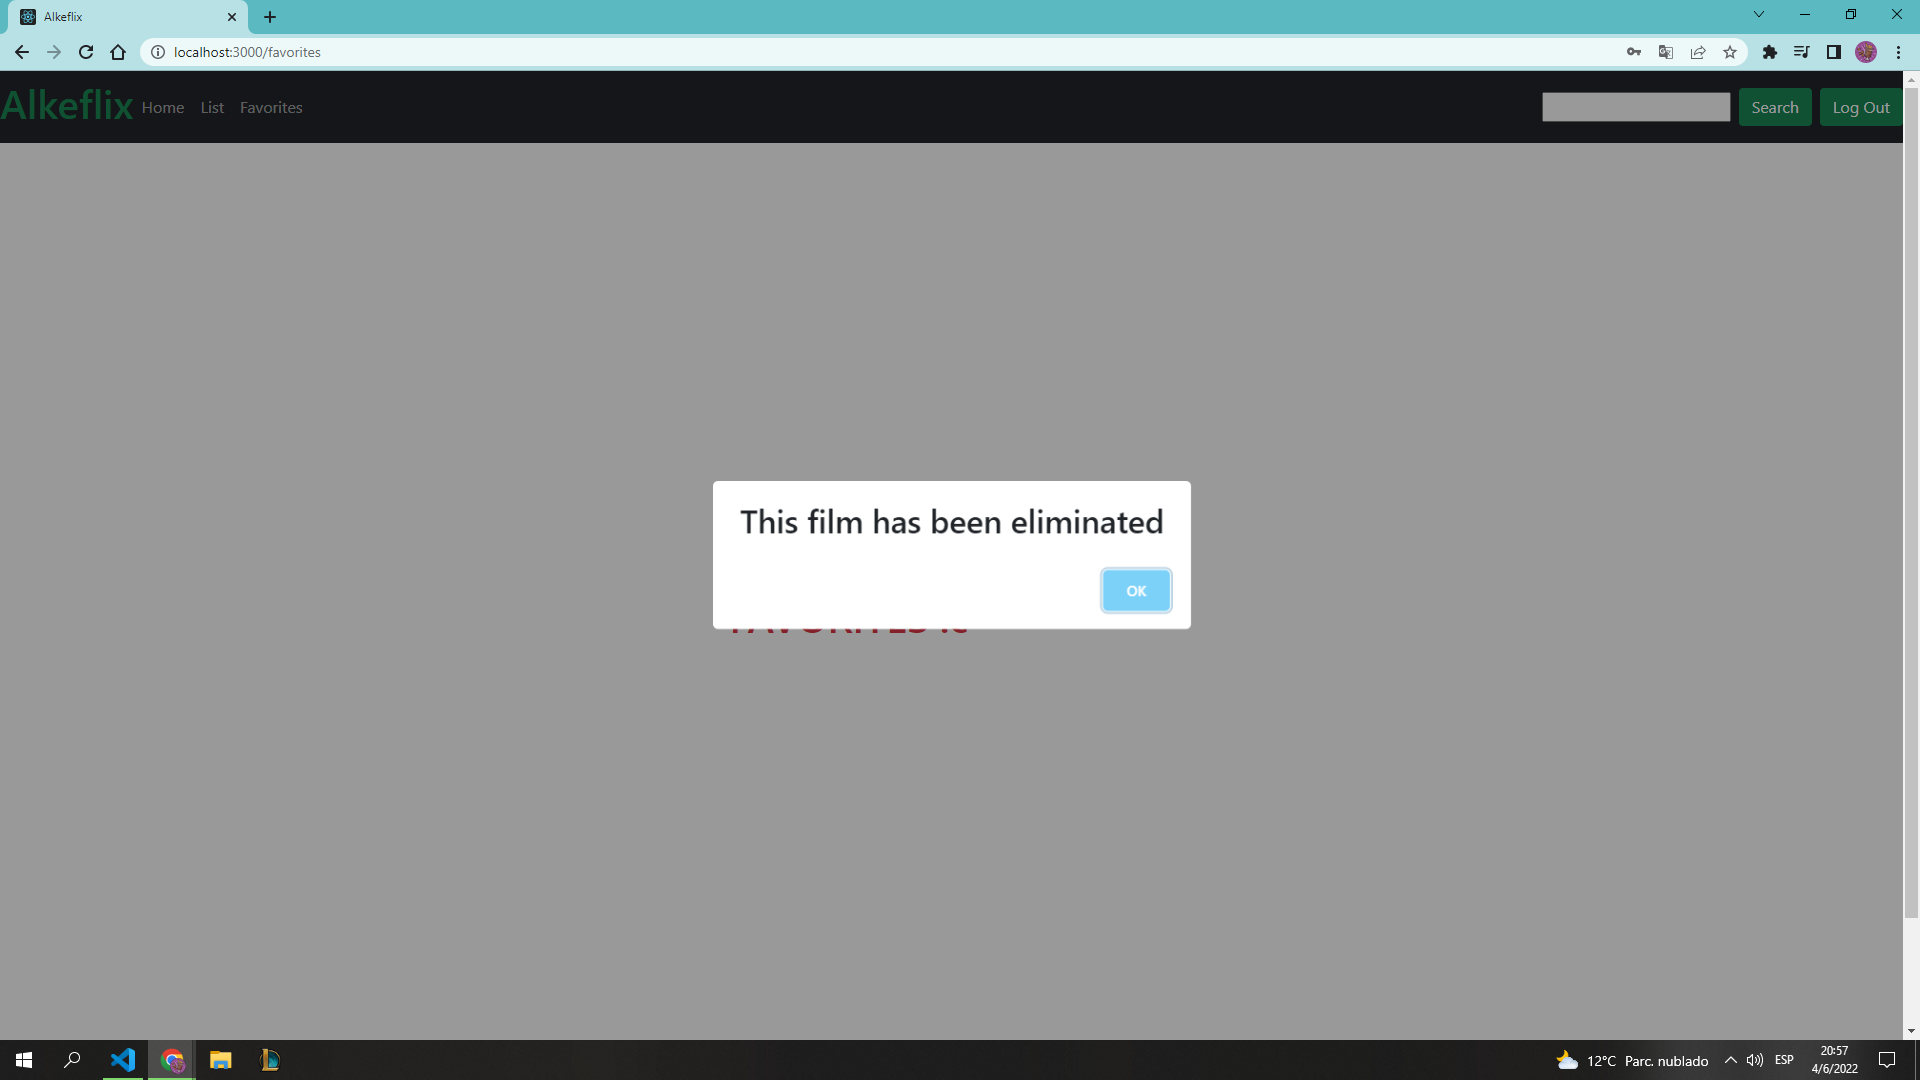 Alkeflix
localhost:3000/favorites
Alkeflix Home List Favorites Search Log Out
This film has been eliminated
OK
FAVORITES :c
12°C Parc. nublado ESP 20:57
4/6/2022